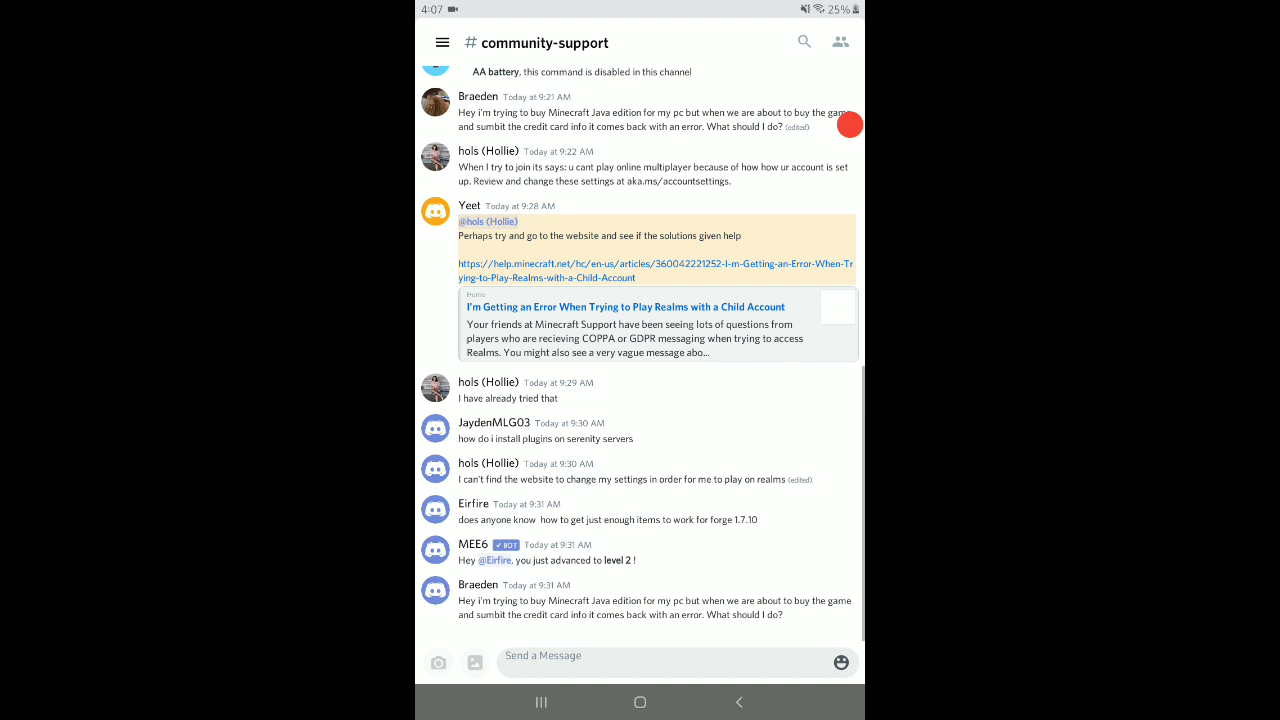 4:07
25%
# community-support
AA battery, this command is disabled in this channel
Braeden Today at 9:21 AM
Hey i'm trying to buy Minecraft Java edition for my pc but when we are about to buy the game
and sumbit the credit card info it comes back with an error. What should I do? (edited)
hols (Hollie) Today at 9:22 AM
When I try to join its says: u cant play online multiplayer because of how how ur account is set
up. Review and change these settings at aka.ms/accountsettings.
Yeet Today at 9:28 AM
@hols (Hollie)
Perhaps try and go to the website and see if the solutions given help
https://help.minecraft.net/hc/en-us/articles/360042221252-I-m-Getting-an-Error-When-Tr
ying-to-Play-Realms-with-a-Child-Account
Home
I'm Getting an Error When Trying to Play Realms with a Child Account
Your friends at Minecraft Support have been seeing lots of questions from
players who are recieving COPPA or GDPR messaging when trying to access
Realms. You might also see a very vague message abo...
hols (Hollie) Today at 9:29 AM
I have already tried that
JaydenMLG03 Today at 9:30 AM
how do i install plugins on serenity servers
hols (Hollie) Today at 9:30 AM
I can't find the website to change my settings in order for me to play on realms (edited)
Eirfire Today at 9:31 AM
does anyone know how to get just enough items to work for forge 1.7.10
MEE6 ✓ BOT Today at 9:31 AM
Hey @Eirfire, you just advanced to level 2 !
Braeden Today at 9:31 AM
Hey i'm trying to buy Minecraft Java edition for my pc but when we are about to buy the game
and sumbit the credit card info it comes back with an error. What should I do?
Send a Message